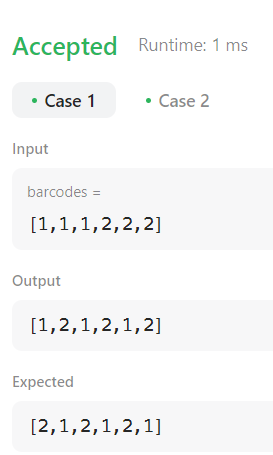 Accepted Runtime: 1 ms
• Case 1 • Case 2
Input
barcodes =
[1,1,1,2,2,2]
Output
[1,2,1,2,1,2]
Expected
[2,1,2,1,2,1]